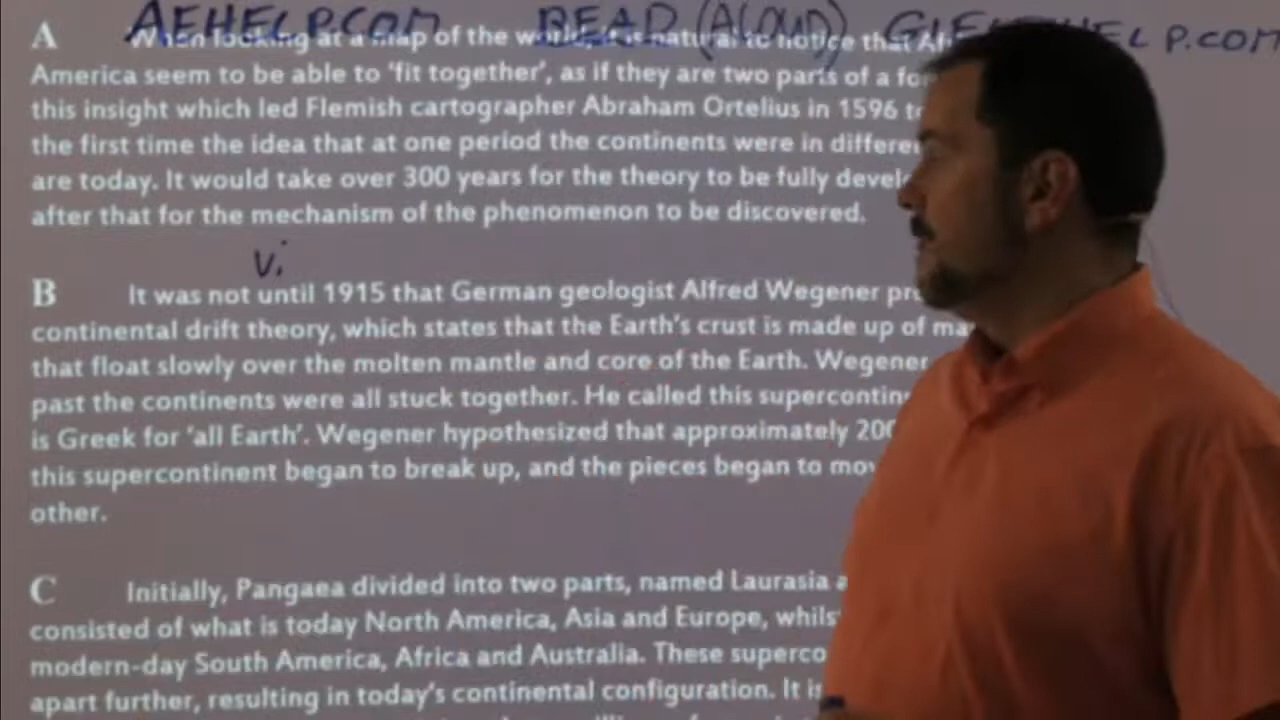 AEHELP.COM READ (ALOUD) HELP.COM
A When looking at a map of the world, it is natural to notice that
America seem to be able to ‘fit together’, as if they are two parts of a
this insight which led Flemish cartographer Abraham Ortelius in 1596
the first time the idea that at one period the continents were in
are today. It would take over 300 years for the theory to be fully
after that for the mechanism of the phenomenon to be discovered.
vi
B It was not until 1915 that German geologist Alfred Wegener
continental drift theory, which states that the Earth’s crust is made up of
that float slowly over the molten mantle and core of the Earth. Wegener
past the continents were all stuck together. He called this
is Greek for ‘all Earth’. Wegener hypothesized that approximately
this supercontinent began to break up, and the pieces began to
other.
C Initially, Pangaea divided into two parts, named Laurasia
consisted of what is today North America, Asia and Europe,
modern-day South America, Africa and Australia. These
apart further, resulting in today’s continental configuration. It